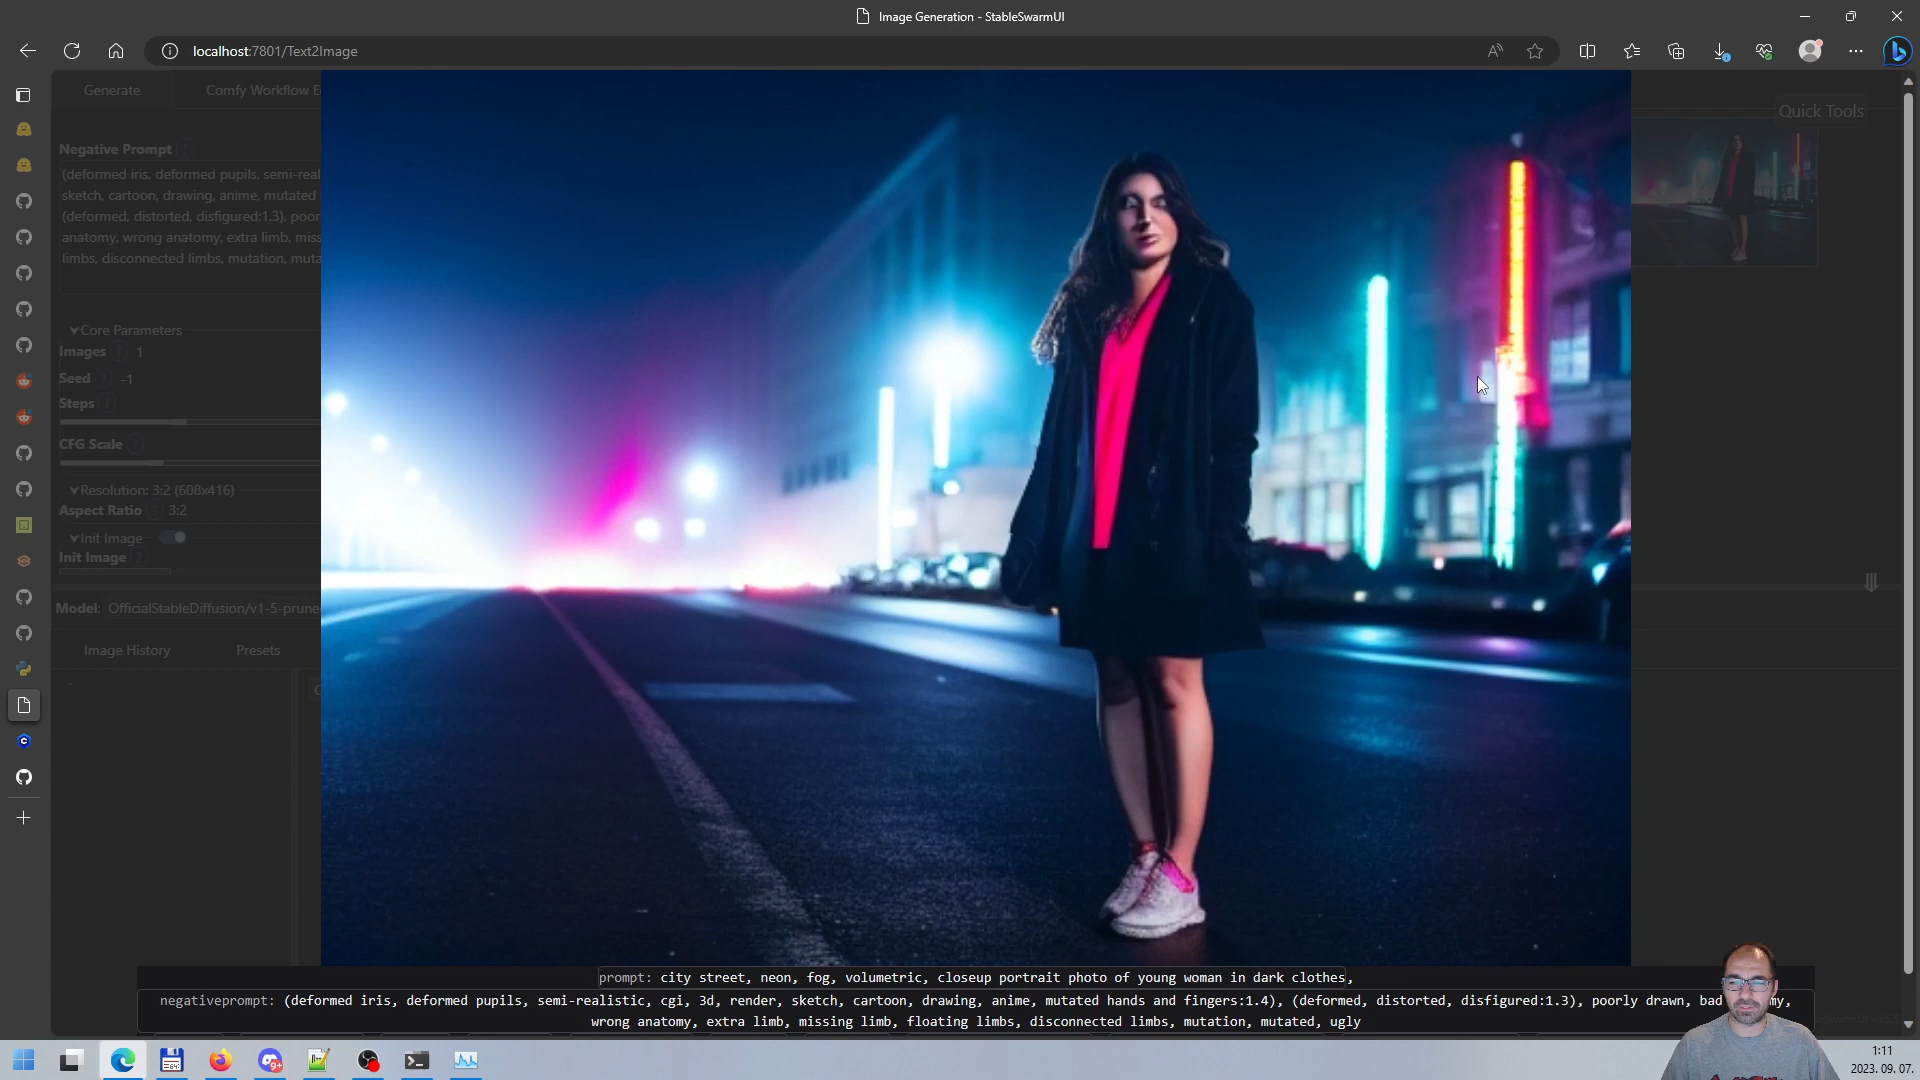 Image Generation - StableSwarmUI
localhost:7801/Text2Image
Generate
Comfy Workflow E
Quick Tools
Negative Prompt ?
(deformed iris, deformed pupils, semi-real
sketch, cartoon, drawing, anime, mutated
(deformed, distorted, disfigured:1.3), poor
anatomy, wrong anatomy, extra limb, miss
limbs, disconnected limbs, mutation, muta
Core Parameters
Images ? 1
Seed ? -1
Steps ?
CFG Scale ?
Resolution: 3:2 (608x416)
Aspect Ratio ? 3:2
Init Image
Init Image ?
Model: OfficialStableDiffusion/v1-5-prune
Image History
Presets
prompt: city street, neon, fog, volumetric, closeup portrait photo of young woman in dark clothes,
negativeprompt: (deformed iris, deformed pupils, semi-realistic, cgi, 3d, render, sketch, cartoon, drawing, anime, mutated hands and fingers:1.4), (deformed, distorted, disfigured:1.3), poorly drawn, bad my,
wrong anatomy, extra limb, missing limb, floating limbs, disconnected limbs, mutation, mutated, ugly
1:11
2023. 09. 07.